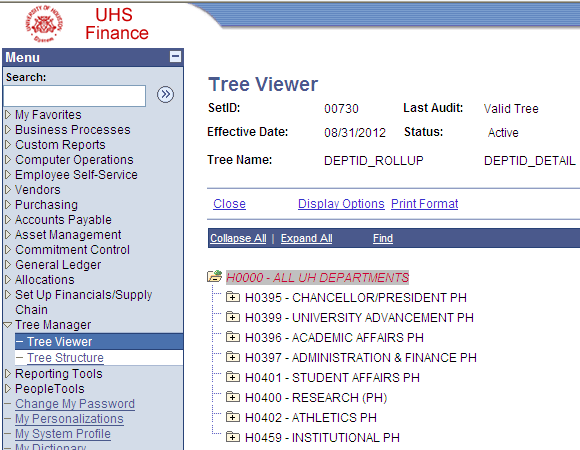 UNIVERSITY OF HOUSTON
System
UHS
Finance
Menu
Search:
My Favorites
Business Processes
Custom Reports
Computer Operations
Employee Self-Service
Vendors
Purchasing
Accounts Payable
Asset Management
Commitment Control
General Ledger
Allocations
Set Up Financials/Supply
Chain
Tree Manager
Tree Viewer
Tree Structure
Reporting Tools
PeopleTools
Change My Password
My Personalizations
My System Profile
My Dictionary
Tree Viewer
SetID: 00730 Last Audit: Valid Tree
Effective Date: 08/31/2012 Status: Active
Tree Name: DEPTID_ROLLUP DEPTID_DETAIL
Close Display Options Print Format
Collapse All | Expand All Find
H0000 - ALL UH DEPARTMENTS
H0395 - CHANCELLOR/PRESIDENT PH
H0399 - UNIVERSITY ADVANCEMENT PH
H0396 - ACADEMIC AFFAIRS PH
H0397 - ADMINISTRATION & FINANCE PH
H0401 - STUDENT AFFAIRS PH
H0400 - RESEARCH (PH)
H0402 - ATHLETICS PH
H0459 - INSTITUTIONAL PH